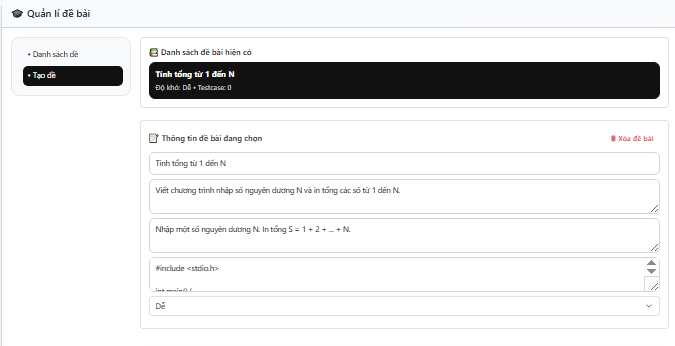 Quản lí đề bài
• Danh sách đề
• Tạo đề
Danh sách đề bài hiện có
Tính tổng từ 1 đến N
Độ khó: Dễ • Testcase: 0
Thông tin đề bài đang chọn
Xóa đề bài
Tính tổng từ 1 đến N
Viết chương trình nhập số nguyên dương N và in tổng các số từ 1 đến N.
Nhập một số nguyên dương N. In tổng S = 1 + 2 + ... + N.
#include <stdio.h>
int main() {
Dễ